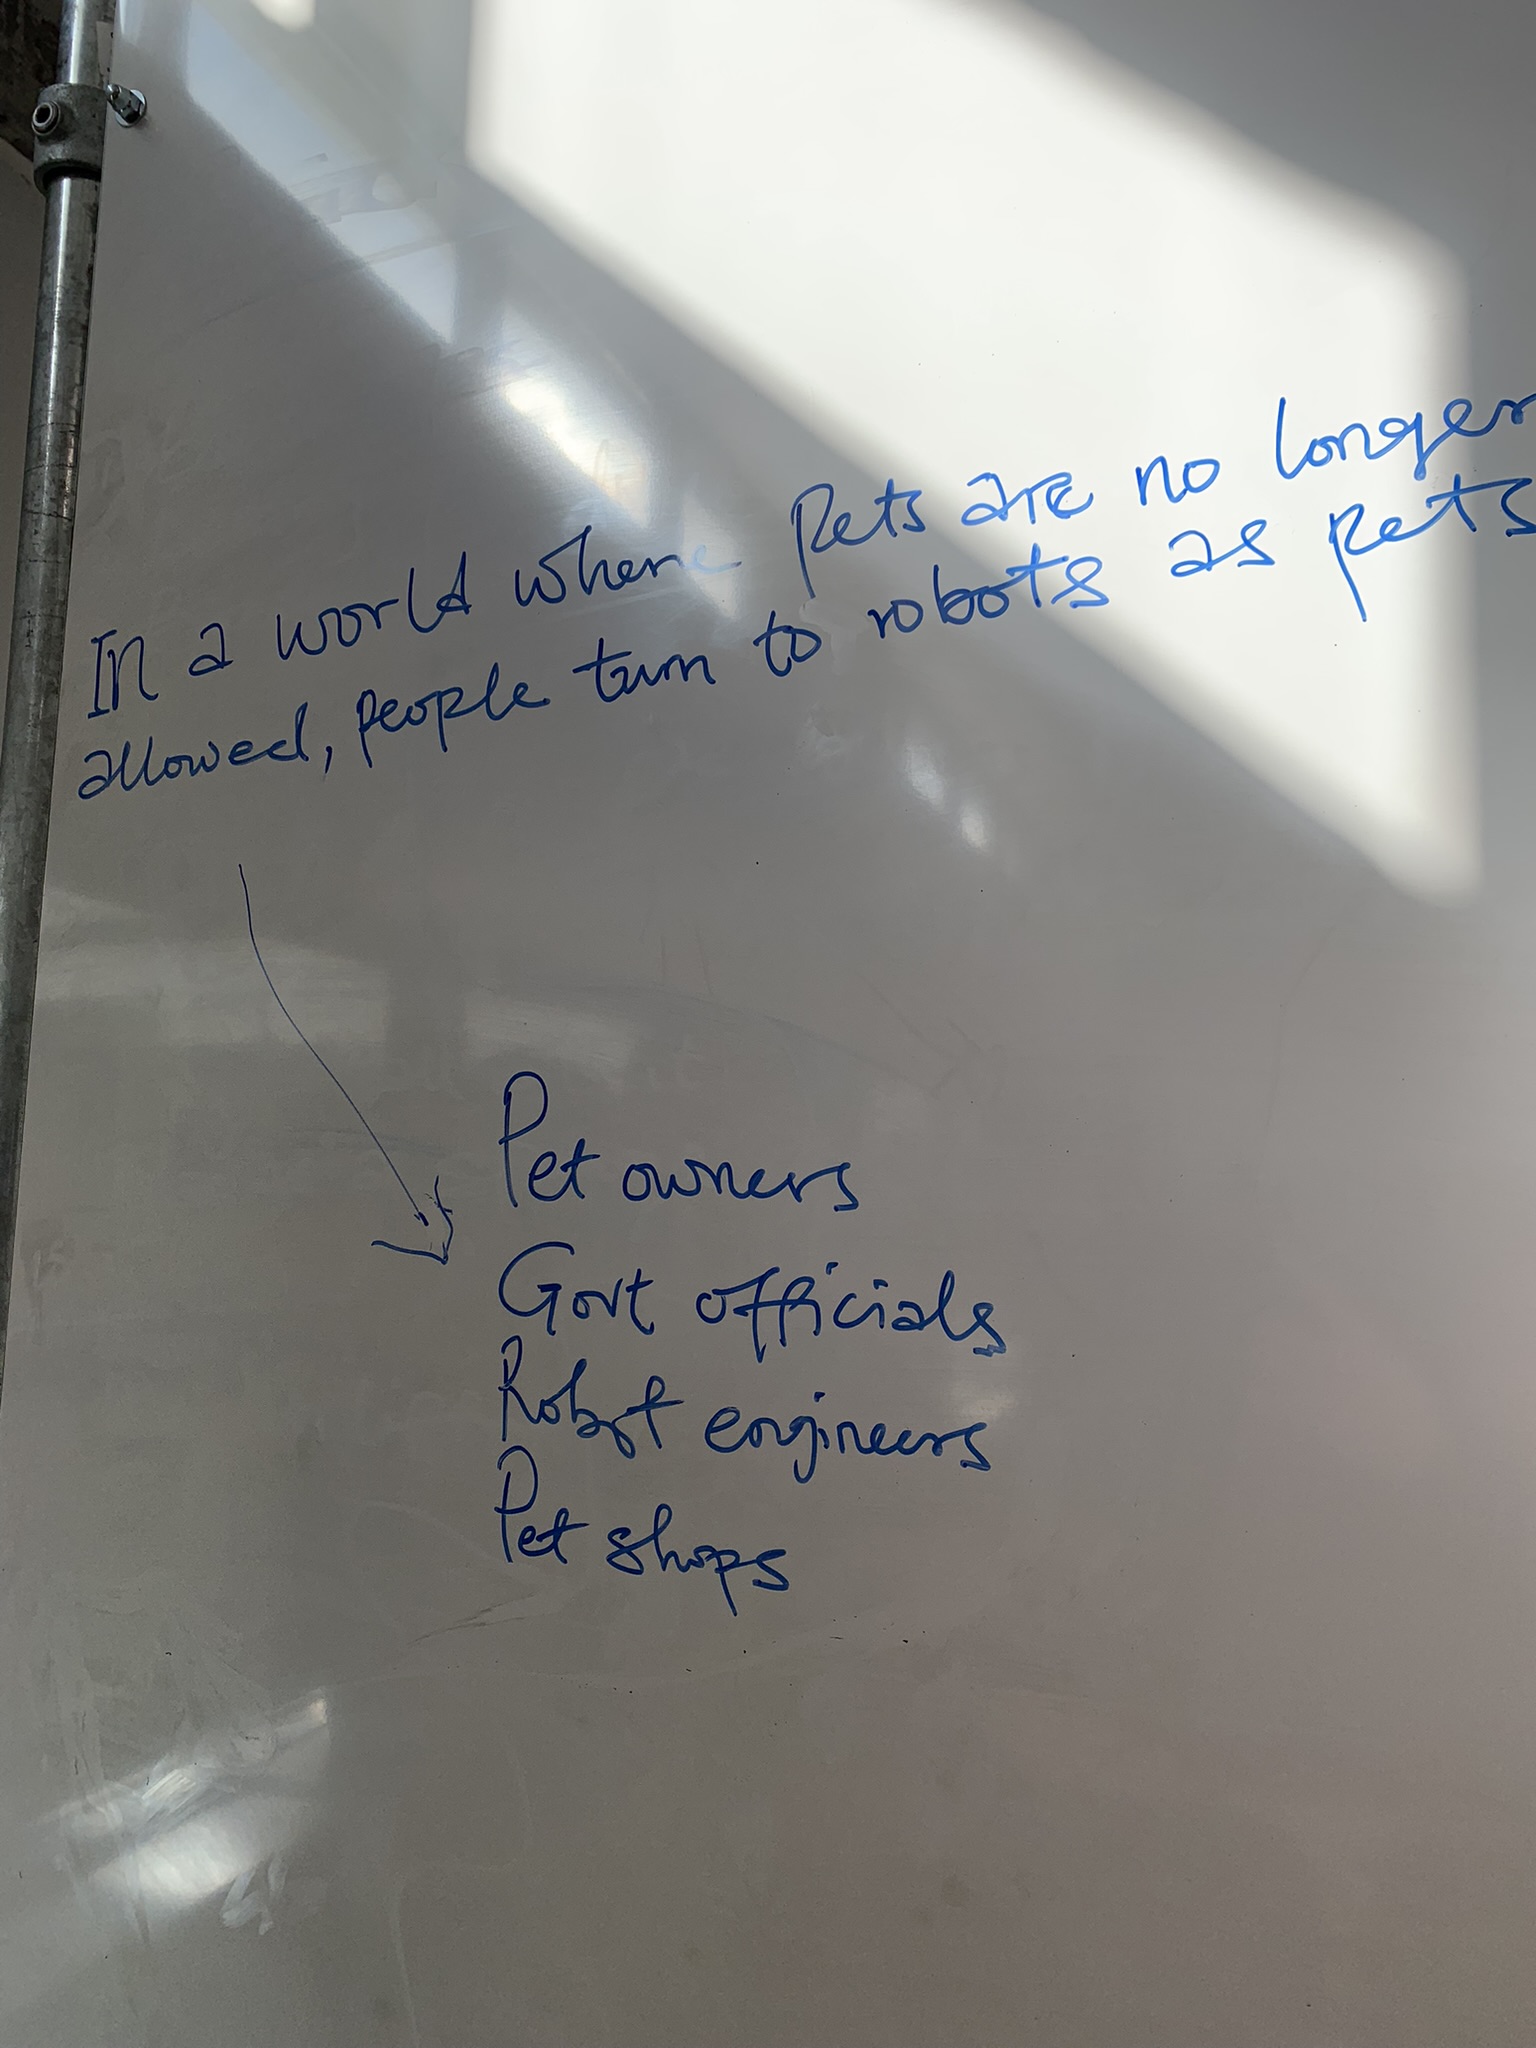 In a world where Pets are no longer
allowed, people turn to robots as pets
Pet owners
Govt officials
Robot engineers
Pet shops